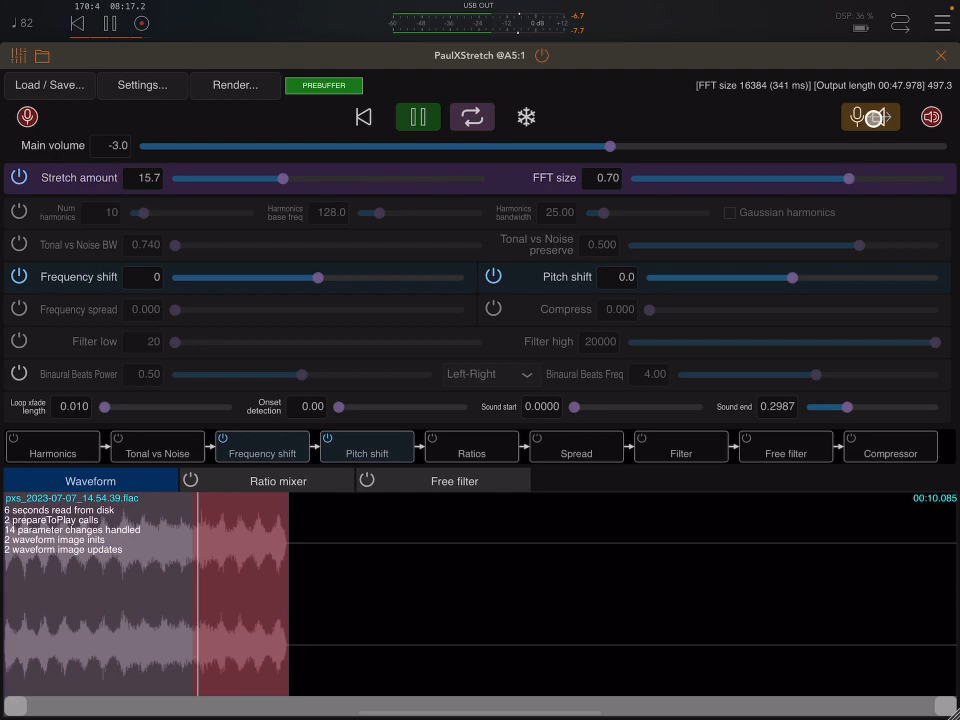 USB OUT
170:4 08:17.2
82
-60 -48 -36 -24 -12 0 dB +12
-6.7
-7.7
DSP: 36 %
PaulXStretch @A5:1
Load / Save... Settings... Render... PREBUFFER
[FFT size 16384 (341 ms)] [Output length 00:47.978] 497.3
Main volume -3.0
Stretch amount 15.7 FFT size 0.70
Num harmonics 10 Harmonics base freq 128.0 Harmonics bandwidth 25.00 Gaussian harmonics
Tonal vs Noise BW 0.740 Tonal vs Noise preserve 0.500
Frequency shift 0 Pitch shift 0.0
Frequency spread 0.000 Compress 0.000
Filter low 20 Filter high 20000
Binaural Beats Power 0.50 Left-Right Binaural Beats Freq 4.00
Loop xfade length 0.010 Onset detection 0.00 Sound start 0.0000 Sound end 0.2987
Harmonics Tonal vs Noise Frequency shift Pitch shift Ratios Spread Filter Free filter Compressor
Waveform Ratio mixer Free filter
pxs_2023-07-07_14.54.39.flac 00:10.085
6 seconds read from disk
2 prepareToPlay calls
14 parameter changes handled
2 waveform image inits
2 waveform image updates